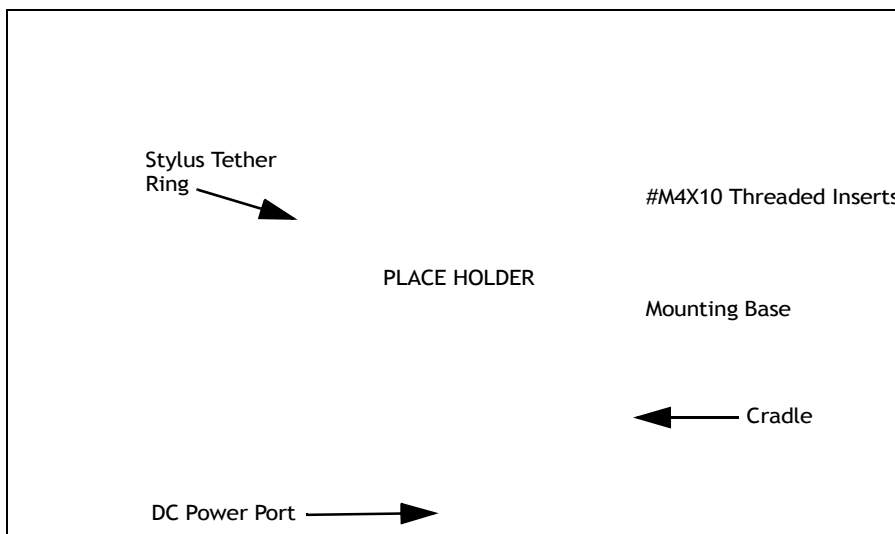 Stylus Tether
Ring
#M4X10 Threaded Inserts
PLACE HOLDER
Mounting Base
Cradle
DC Power Port